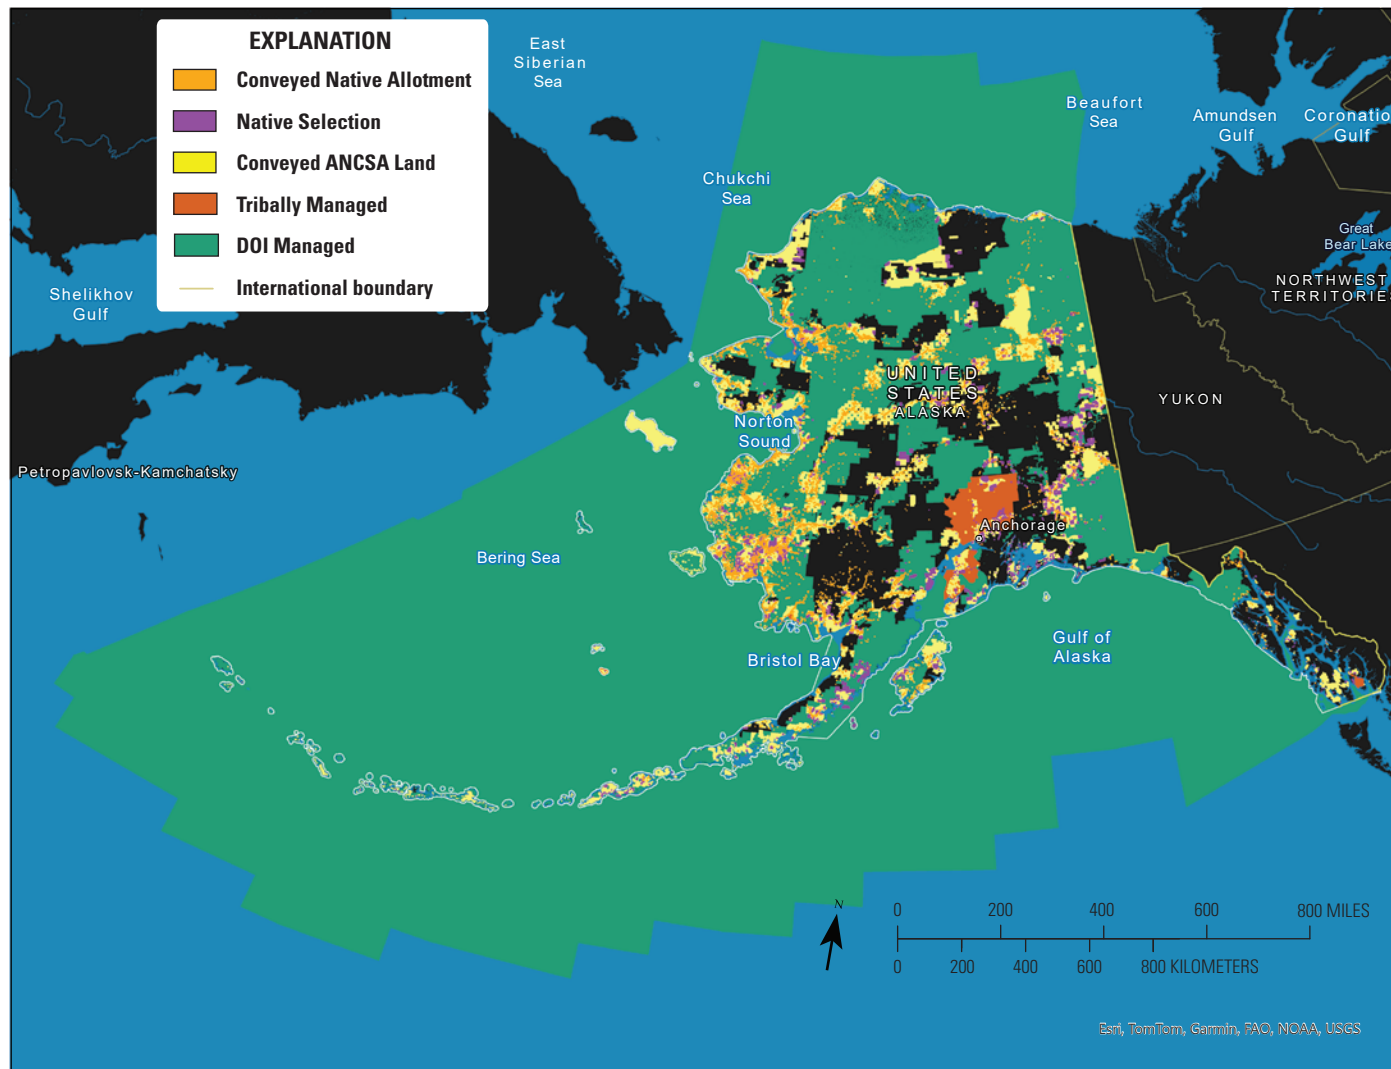 EXPLANATION
Conveyed Native Allotment
Native Selection
Conveyed ANCSA Land
Tribally Managed
DOI Managed
International boundary
East
Siberian
Sea
Beaufort
Sea
Amundsen
Gulf
Coronatio
Gulf
Chukchi
Sea
Great
Bear Lake
NORTHWEST
TERRITORIES
Shelikhov
Gulf
UNITED
STATES
ALASKA
YUKON
Norton
Sound
Petropavlovsk-Kamchatsky
Anchorage
Bering Sea
Gulf of
Alaska
Bristol Bay
N
0 200 400 600 800 MILES
0 200 400 600 800 KILOMETERS
Esri, TomTom, Garmin, FAO, NOAA, USGS